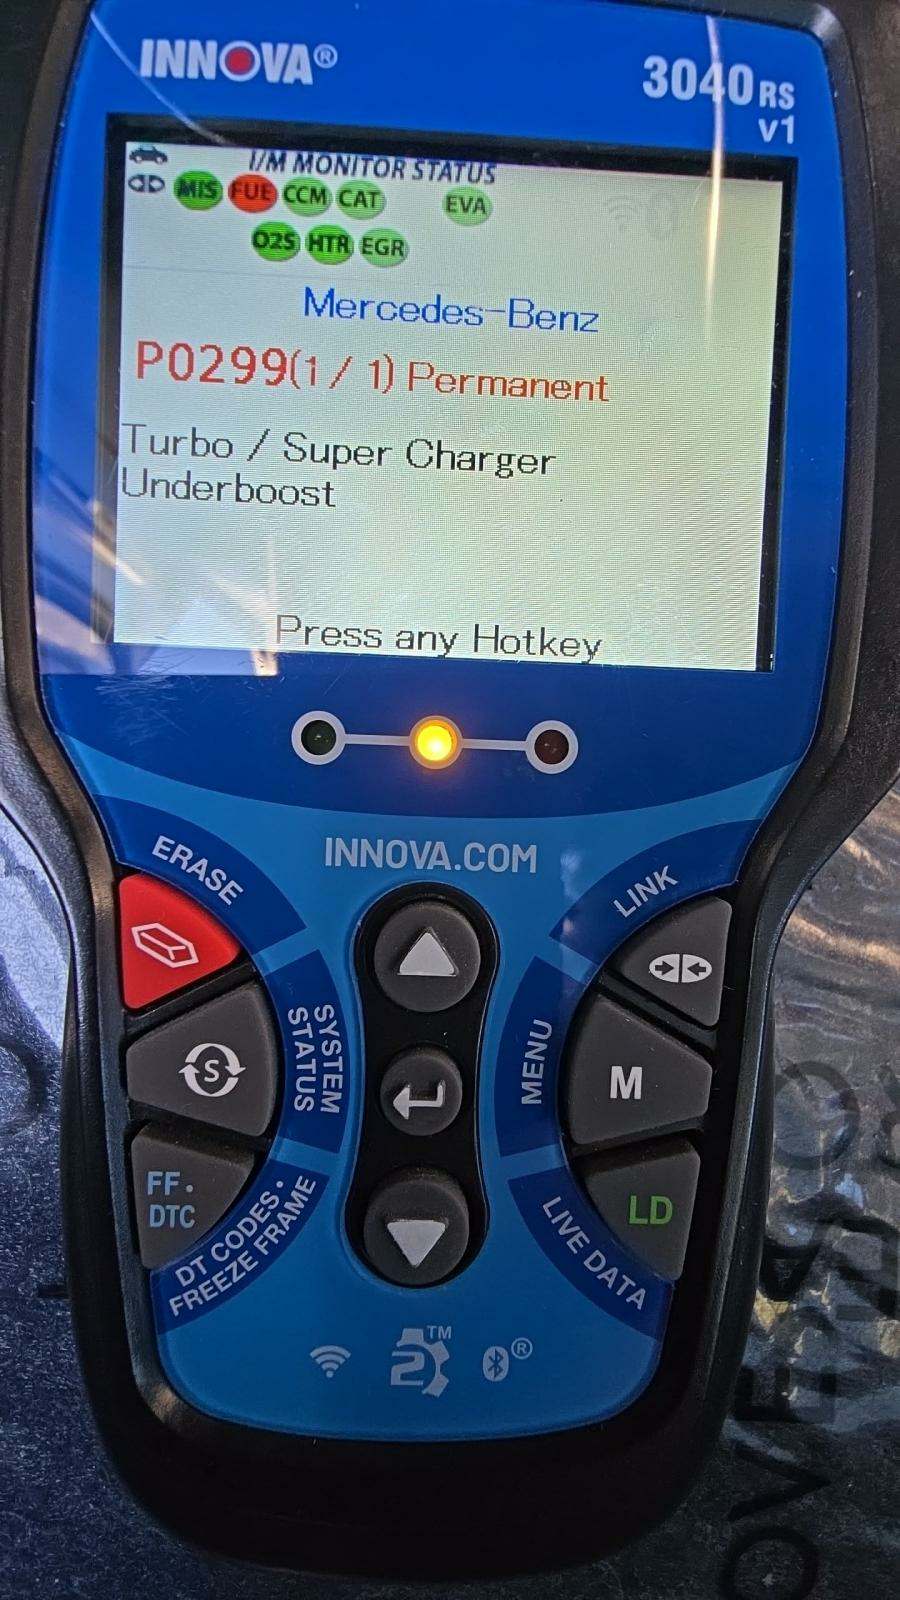 INNOVA®
3040RS
v1
I/M MONITOR STATUS
MIS FUE CCM CAT EVA
O2S HTR EGR
Mercedes-Benz
P0299(1 / 1) Permanent
Turbo / Super Charger
Underboost
Press any Hotkey
INNOVA.COM
ERASE
LINK
S
SYSTEM
STATUS
MENU
M
FF.
DTC
DT CODES•
FREEZE FRAME
LIVE DATA
LD
2 TM
®